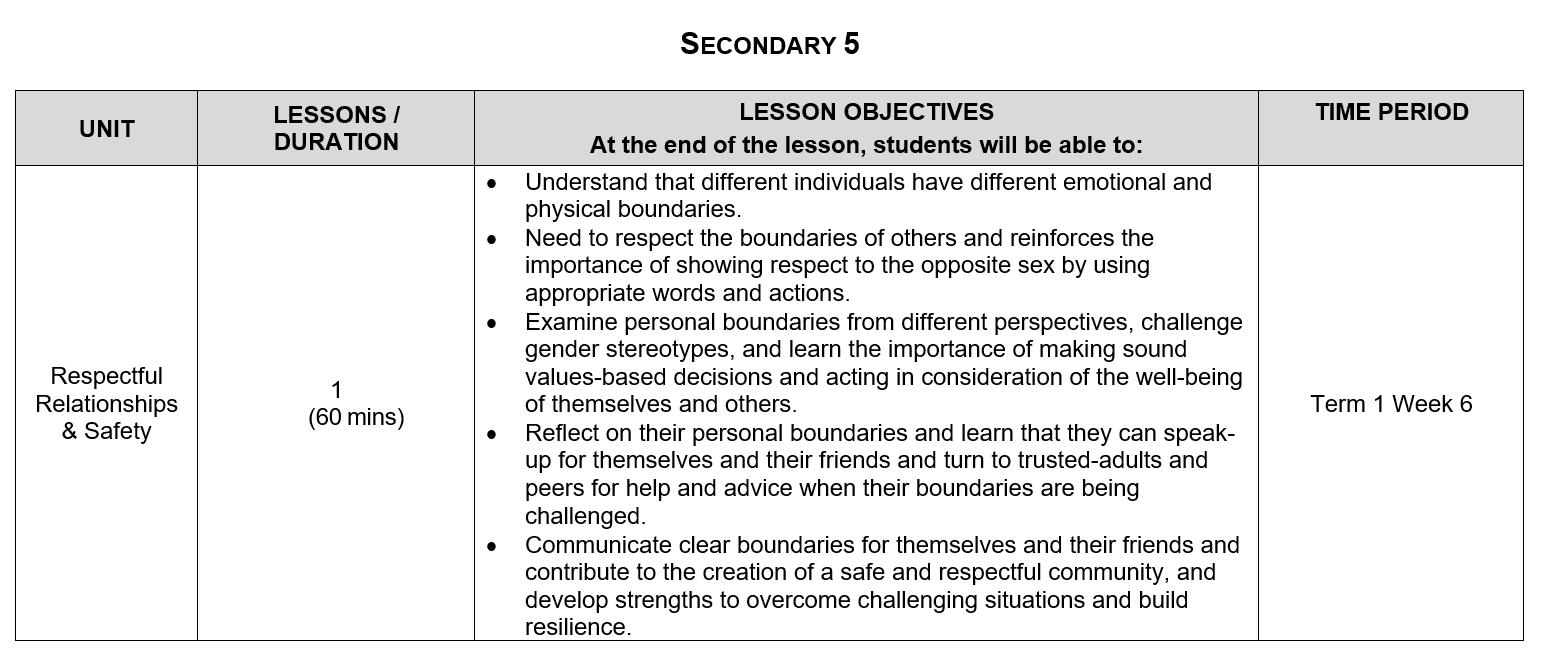 SECONDARY 5
UNIT
LESSONS /
DURATION
LESSON OBJECTIVES
At the end of the lesson, students will be able to:
TIME PERIOD
Respectful
Relationships
& Safety
1
(60 mins)
• Understand that different individuals have different emotional and
physical boundaries.
• Need to respect the boundaries of others and reinforces the
importance of showing respect to the opposite sex by using
appropriate words and actions.
• Examine personal boundaries from different perspectives, challenge
gender stereotypes, and learn the importance of making sound
values-based decisions and acting in consideration of the well-being
of themselves and others.
• Reflect on their personal boundaries and learn that they can speak-
up for themselves and their friends and turn to trusted-adults and
peers for help and advice when their boundaries are being
challenged.
• Communicate clear boundaries for themselves and their friends and
contribute to the creation of a safe and respectful community, and
develop strengths to overcome challenging situations and build
resilience.
Term 1 Week 6